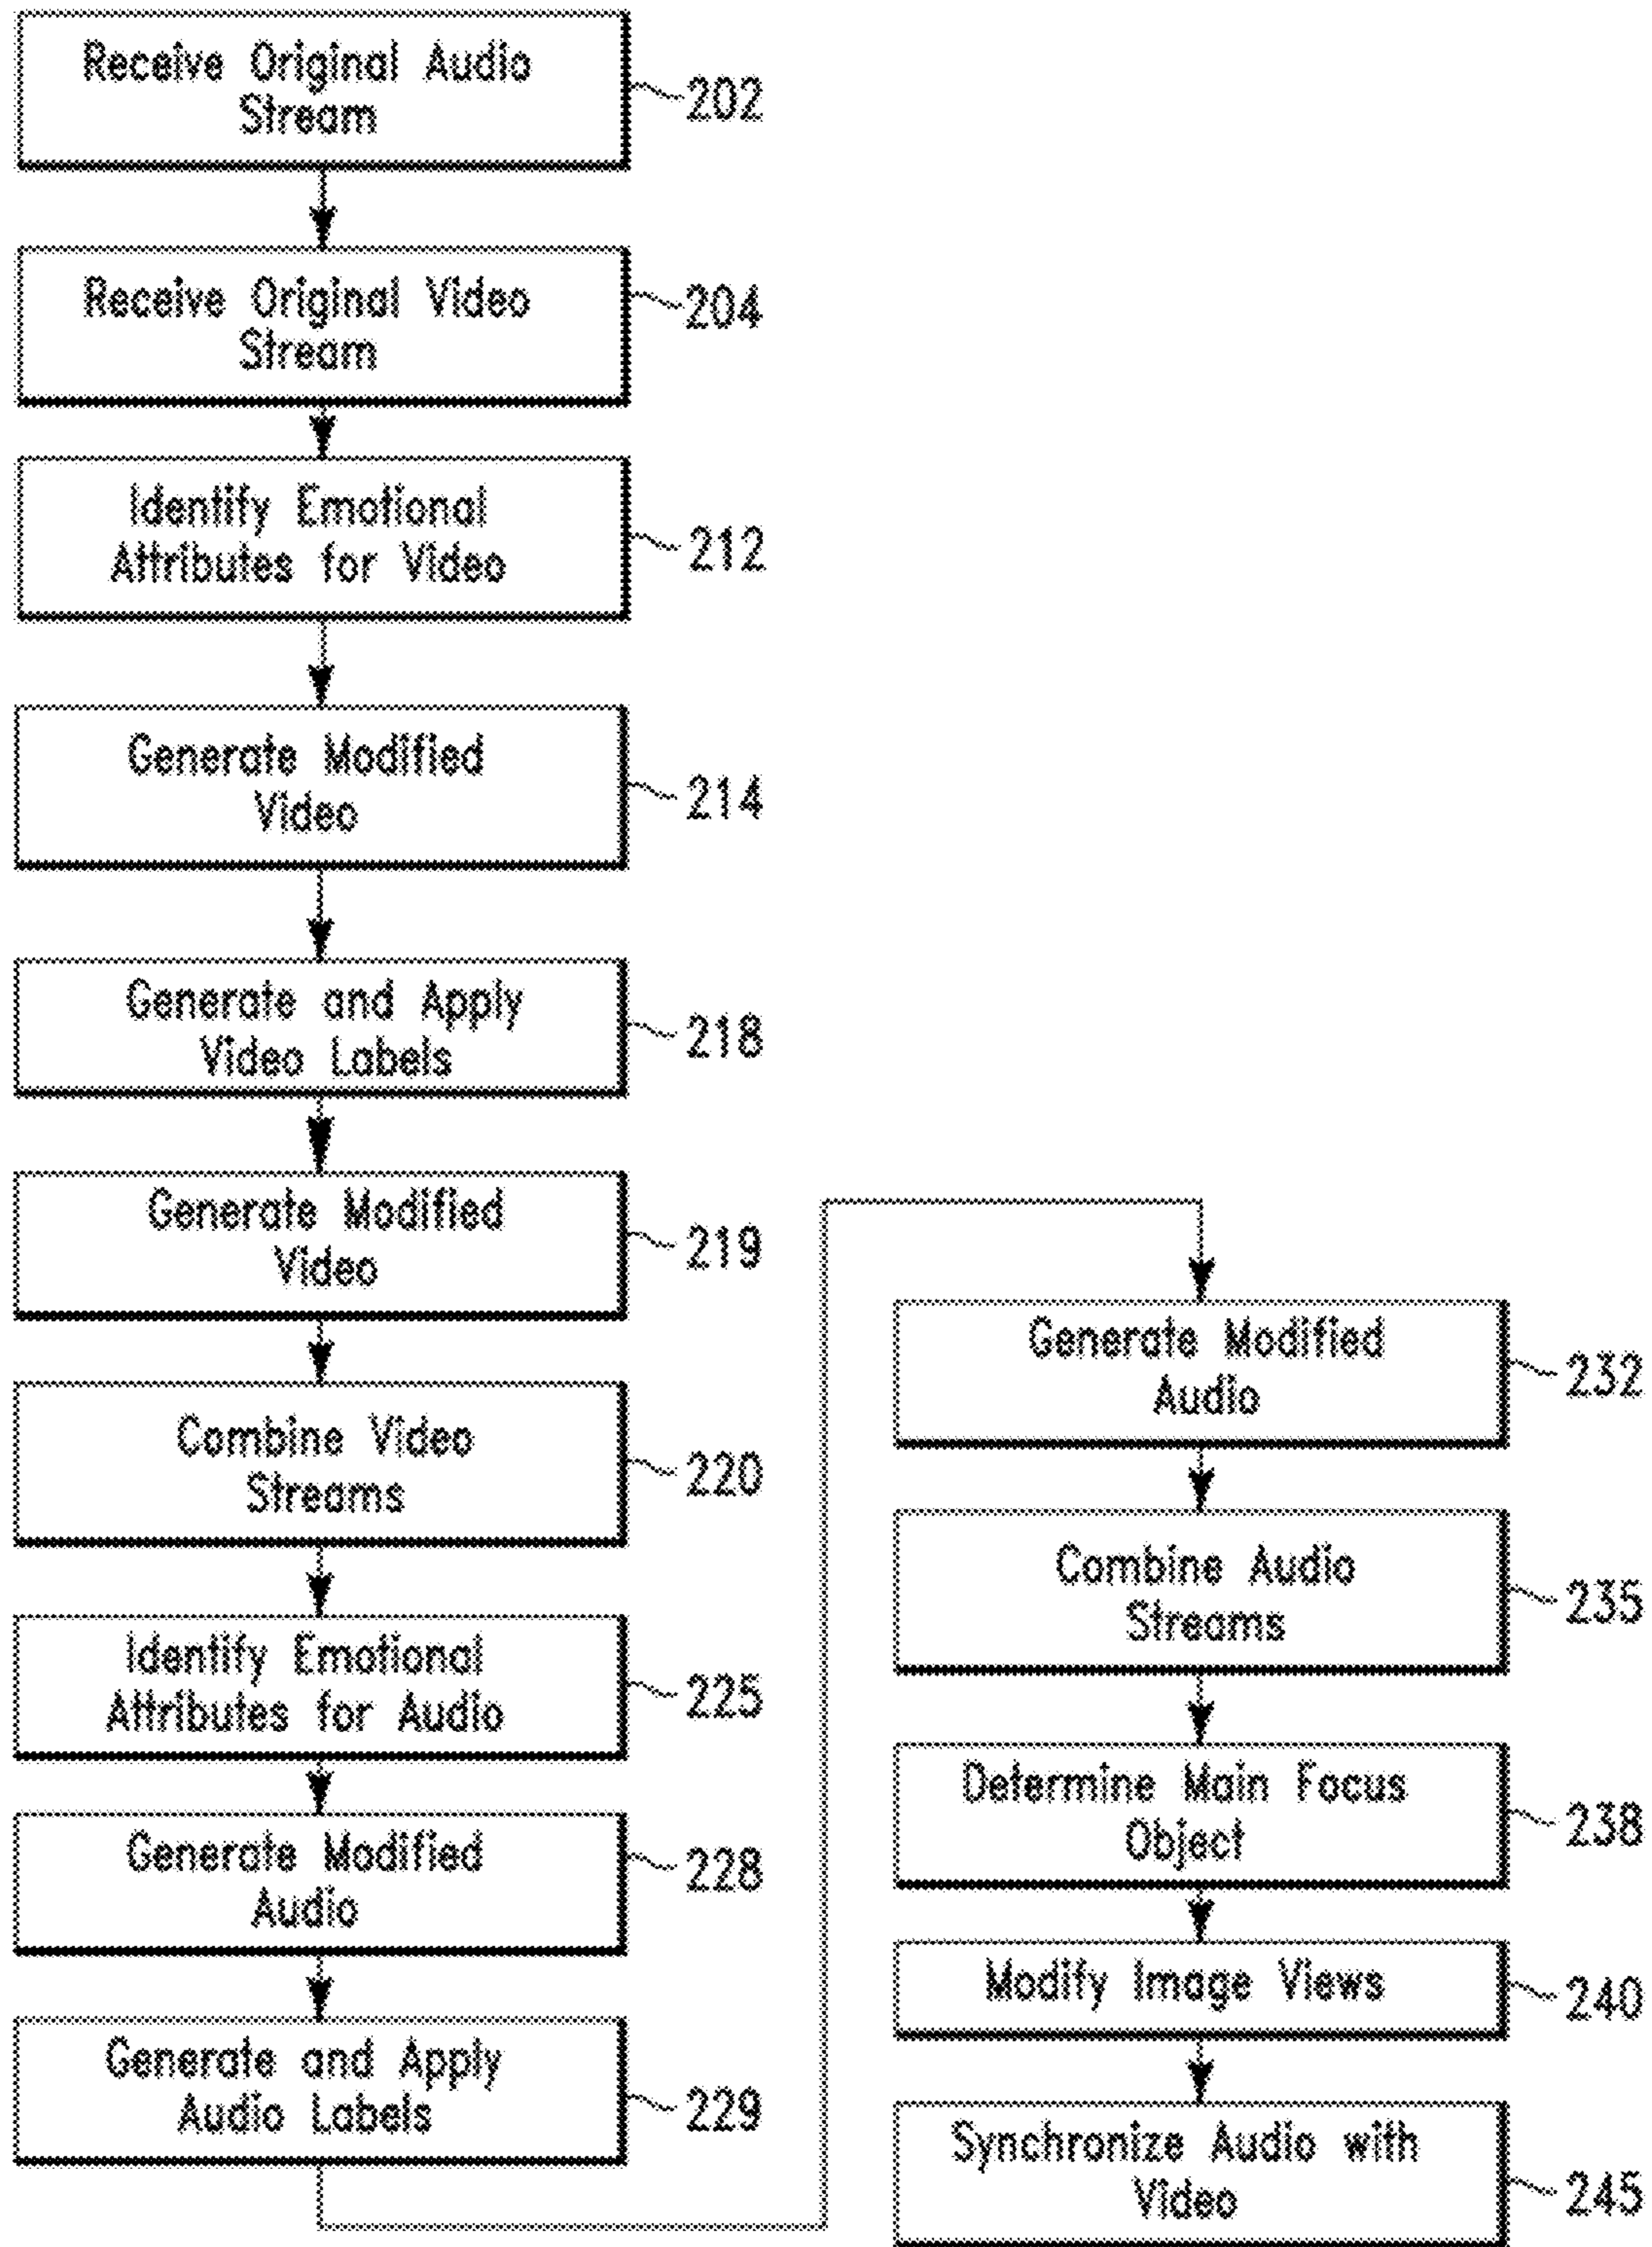 Receive Original Audio
Stream
202
Receive Original Video
Stream
204
Identify Emotional
Attributes for Video
212
Generate Modified
Video
214
Generate and Apply
Video Labels
218
Generate Modified
Video
219
Combine Video
Streams
220
Identify Emotional
Attributes for Audio
225
Generate Modified
Audio
228
Generate and Apply
Audio Labels
229
Generate Modified
Audio
232
Combine Audio
Streams
235
Determine Main Focus
Object
238
Modify Image Views
240
Synchronize Audio with
Video
245